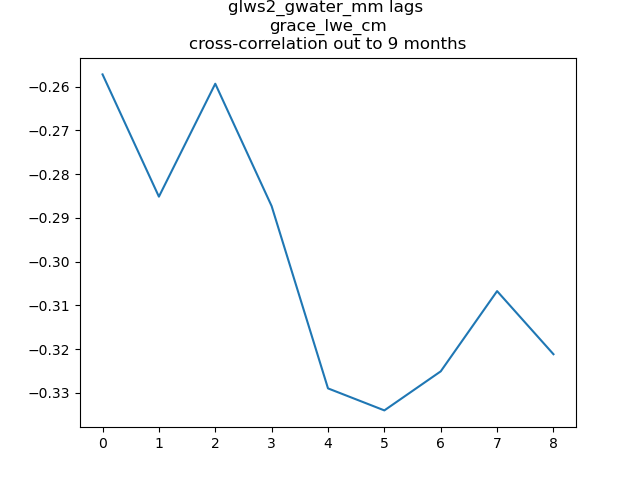 glws2_gwater_mm lags
grace_lwe_cm
cross-correlation out to 9 months
−0.26
−0.27
−0.28
−0.29
−0.30
−0.31
−0.32
−0.33
0 1 2 3 4 5 6 7 8